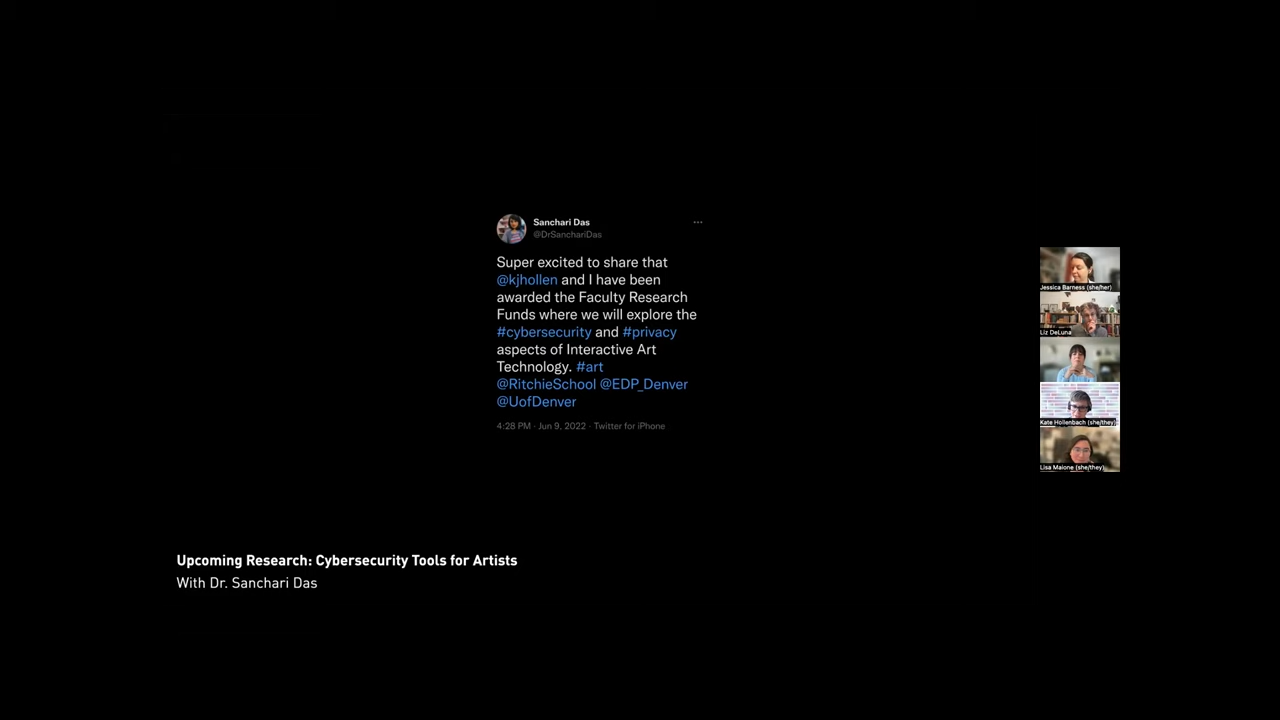 Sanchari Das
@DrSanchariDas
...
Super excited to share that
@kjhollen and I have been
awarded the Faculty Research
Funds where we will explore the
#cybersecurity and #privacy
aspects of Interactive Art
Technology. #art
@RitchieSchool @EDP_Denver
@UofDenver
4:28 PM · Jun 9, 2022 · Twitter for iPhone
Jessica Barness (she/her)
Liz DeLuna
Kate Hollenbach (she/they)
Lisa Maione (she/they)
Upcoming Research: Cybersecurity Tools for Artists
With Dr. Sanchari Das